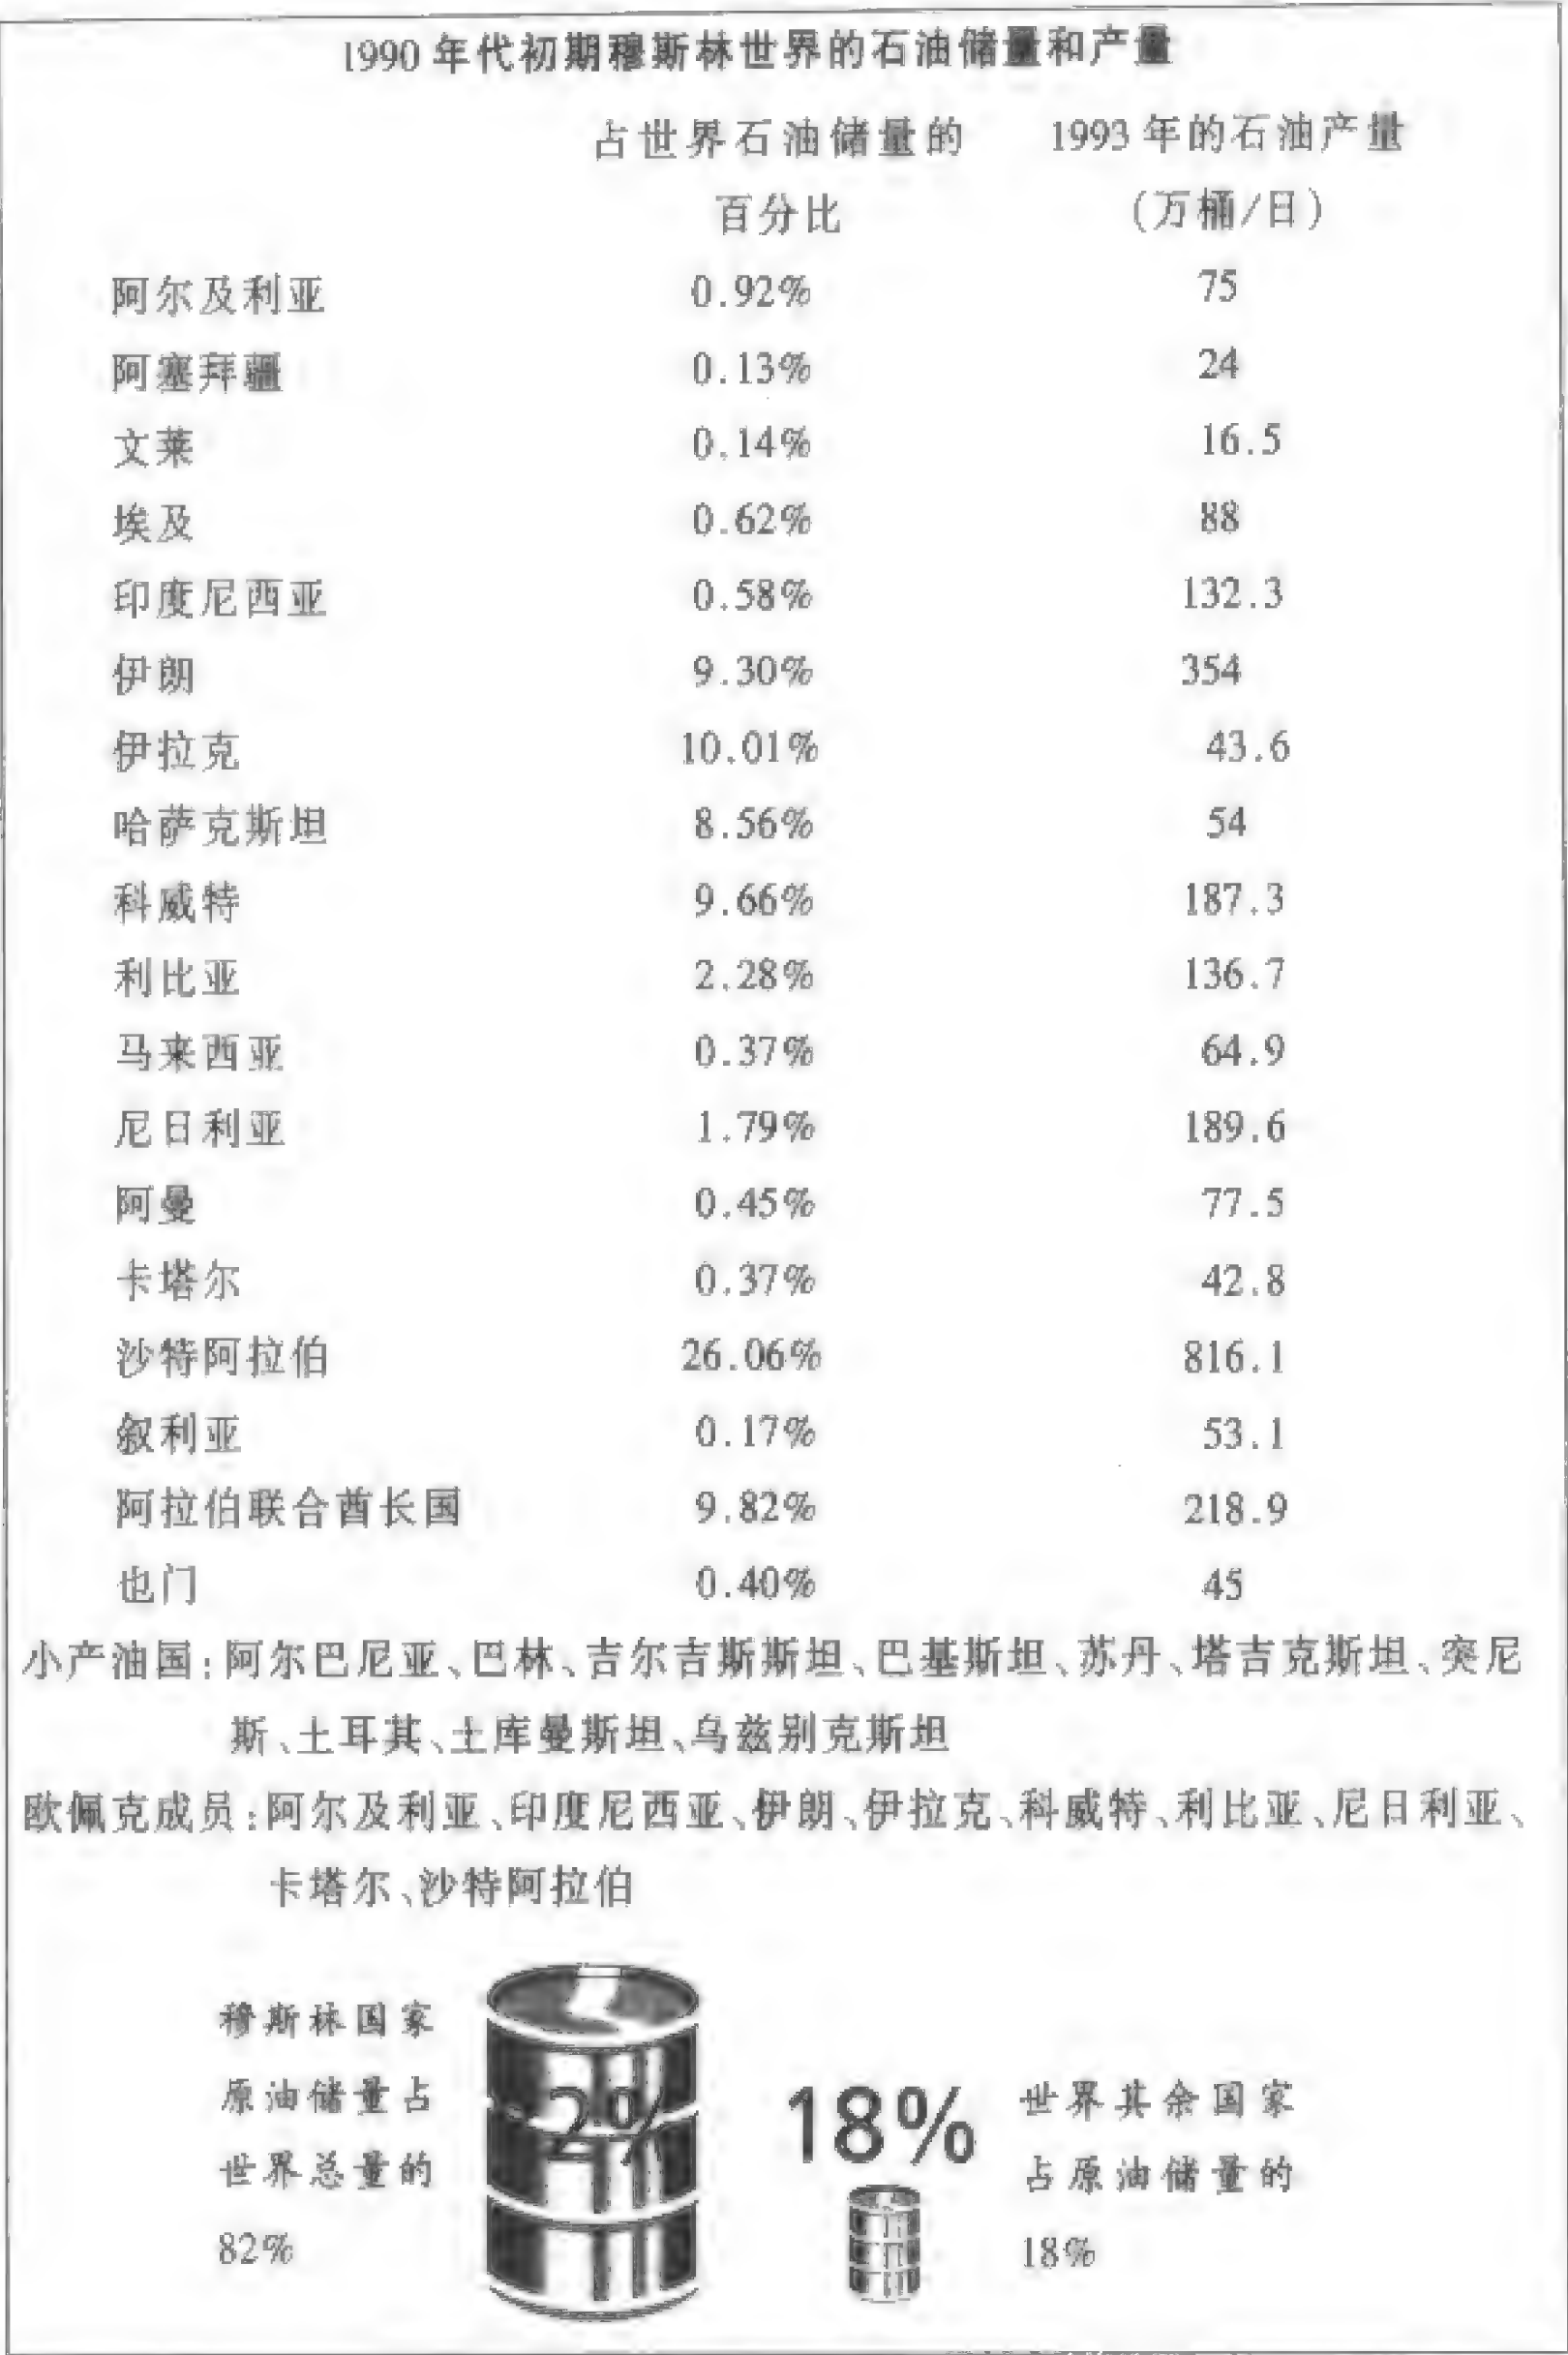 1990年代初期穆斯林世界的石油储量和产量
占世界石油储量的 1993年的石油产量
百分比 (万桶/日)
阿尔及利亚 0.92% 75
阿塞拜疆 0.13% 24
文莱 0.14% 16.5
埃及 0.62% 88
印度尼西亚 0.58% 132.3
伊朗 9.30% 354
伊拉克 10.01% 43.6
哈萨克斯坦 8.56% 54
科威特 9.66% 187.3
利比亚 2.28% 136.7
马来西亚 0.37% 64.9
尼日利亚 1.79% 189.6
阿曼 0.45% 77.5
卡塔尔 0.37% 42.8
沙特阿拉伯 26.06% 816.1
叙利亚 0.17% 53.1
阿拉伯联合酋长国 9.82% 218.9
也门 0.40% 45
小产油国:阿尔巴尼亚、巴林、吉尔吉斯斯坦、巴基斯坦、苏丹、塔吉克斯坦、突尼
斯、土耳其、土库曼斯坦、乌兹别克斯坦
欧佩克成员:阿尔及利亚、印度尼西亚、伊朗、伊拉克、科威特、利比亚、尼日利亚、
卡塔尔、沙特阿拉伯
穆斯林国家
原油储量占
世界总量的
82%
2%
18%
世界其余国家
占原油储量的
18%